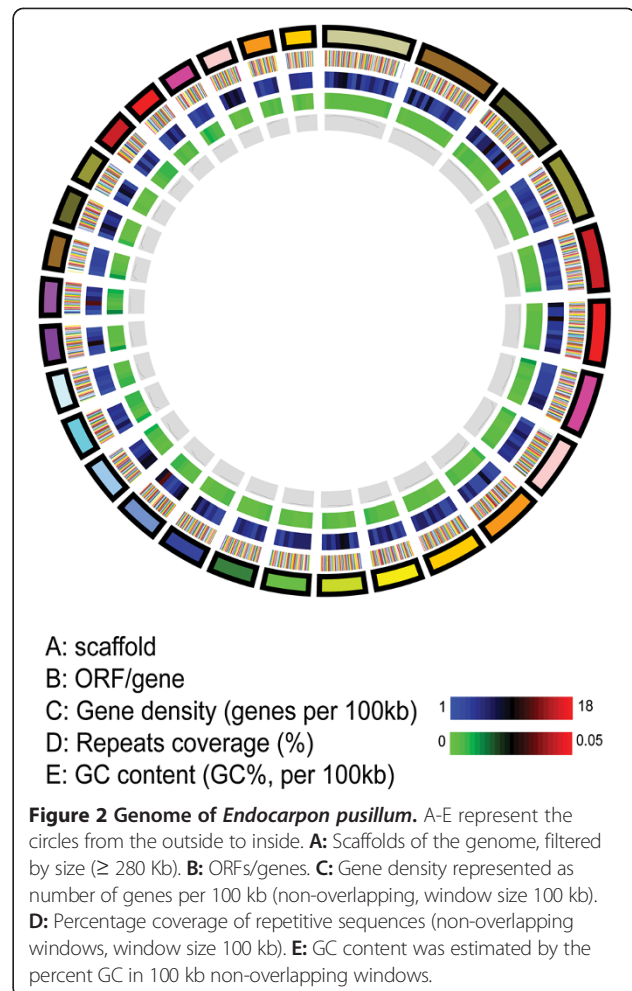 A: scaffold
B: ORF/gene
C: Gene density (genes per 100kb) 1 18
D: Repeats coverage (%) 0 0.05
E: GC content (GC%, per 100kb)
Figure 2 Genome of Endocarpon pusillum. A-E represent the
circles from the outside to inside. A: Scaffolds of the genome, filtered
by size (≥ 280 Kb). B: ORFs/genes. C: Gene density represented as
number of genes per 100 kb (non-overlapping, window size 100 kb).
D: Percentage coverage of repetitive sequences (non-overlapping
windows, window size 100 kb). E: GC content was estimated by the
percent GC in 100 kb non-overlapping windows.